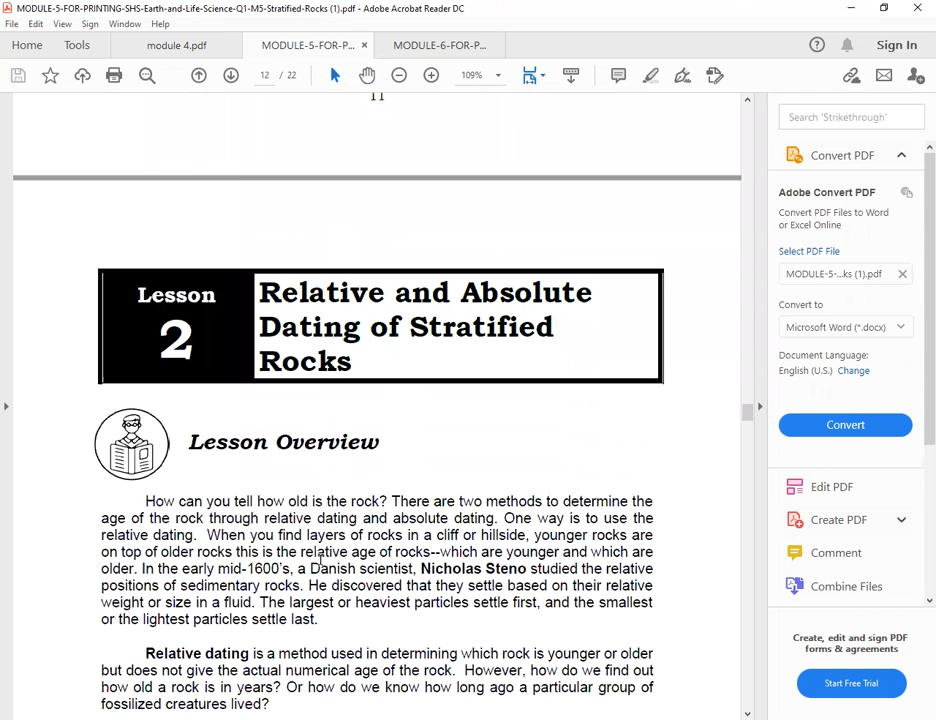 MODULE-5-FOR-PRINTING-SHS-Earth-and-Life-Science-Q1-M5-Stratified-Rocks (1).pdf - Adobe Acrobat Reader DC
File Edit View Sign Window Help
Home Tools module 4.pdf MODULE-5-FOR-P... × MODULE-6-FOR-P... Sign In
12 / 22 109%
11
Lesson
2
Relative and Absolute
Dating of Stratified
Rocks
Lesson Overview
How can you tell how old is the rock? There are two methods to determine the
age of the rock through relative dating and absolute dating. One way is to use the
relative dating. When you find layers of rocks in a cliff or hillside, younger rocks are
on top of older rocks this is the relative age of rocks--which are younger and which are
older. In the early mid-1600's, a Danish scientist, Nicholas Steno studied the relative
positions of sedimentary rocks. He discovered that they settle based on their relative
weight or size in a fluid. The largest or heaviest particles settle first, and the smallest
or the lightest particles settle last.
Relative dating is a method used in determining which rock is younger or older
but does not give the actual numerical age of the rock. However, how do we find out
how old a rock is in years? Or how do we know how long ago a particular group of
fossilized creatures lived?
Search 'Strikethrough'
Convert PDF
Adobe Convert PDF
Convert PDF Files to Word
or Excel Online
Select PDF File
MODULE-5-...ks (1).pdf
Convert to
Microsoft Word (*.docx)
Document Language:
English (U.S.) Change
Convert
Edit PDF
Create PDF
Comment
Combine Files
Create, edit and sign PDF
forms & agreements
Start Free Trial